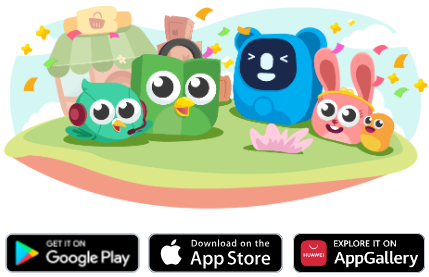 GET IT ON
Google Play
Download on the
App Store
HUAWEI
EXPLORE IT ON
AppGallery